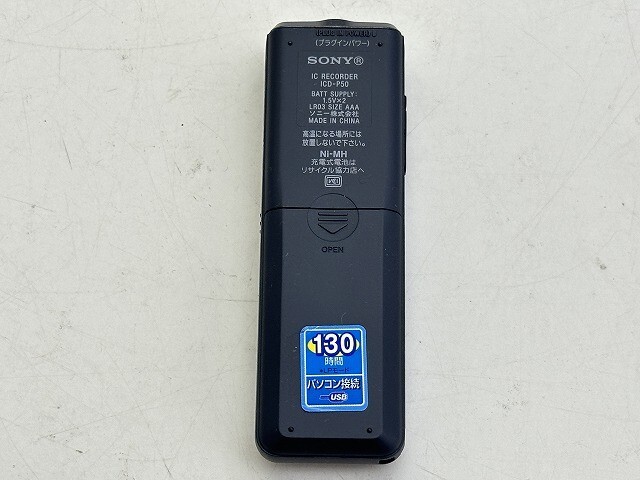 (プラグインパワー)
SONY®
IC RECORDER
ICD-P50
BATT SUPPLY:
1.5V×2
LR03 SIZE AAA
ソニー株式会社
MADE IN CHINA
高温になる場所には
放置しないで下さい。
Ni-MH
充電式電池は
リサイクル協力店へ
VCI
OPEN
130
時間
パソコン接続
USB